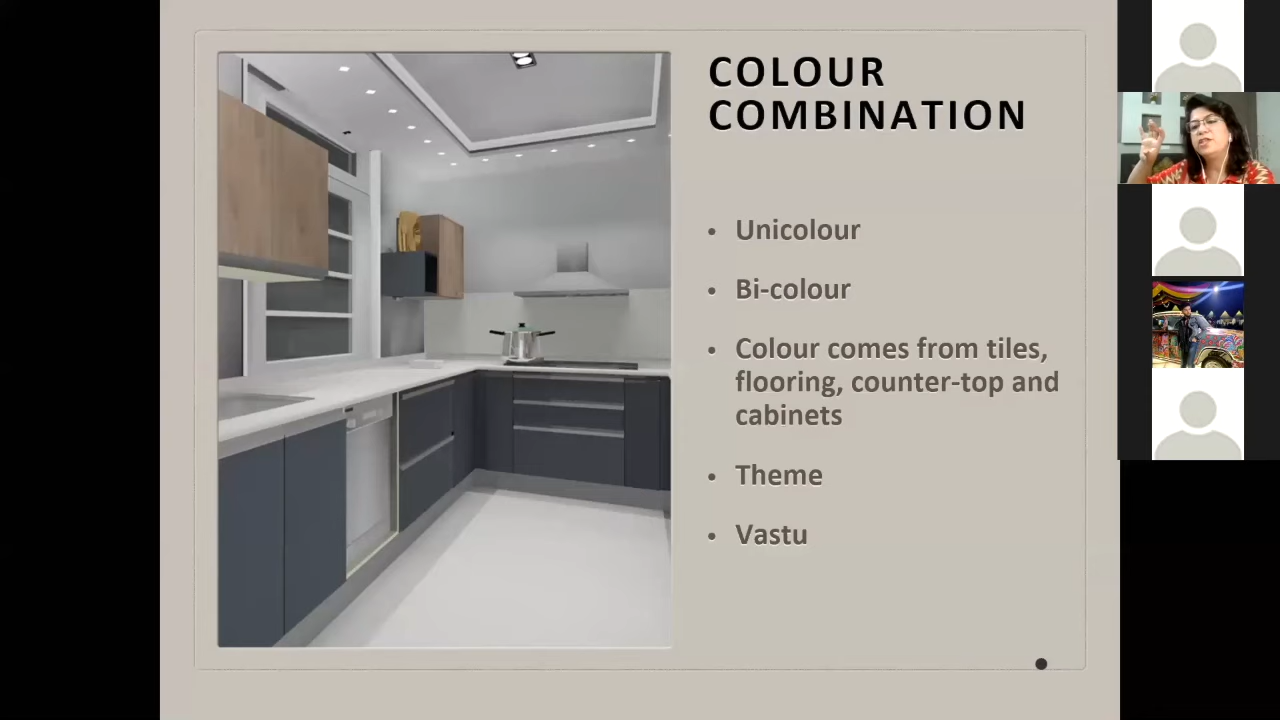 COLOUR
COMBINATION
• Unicolour
• Bi-colour
• Colour comes from tiles,
flooring, counter-top and
cabinets
• Theme
• Vastu